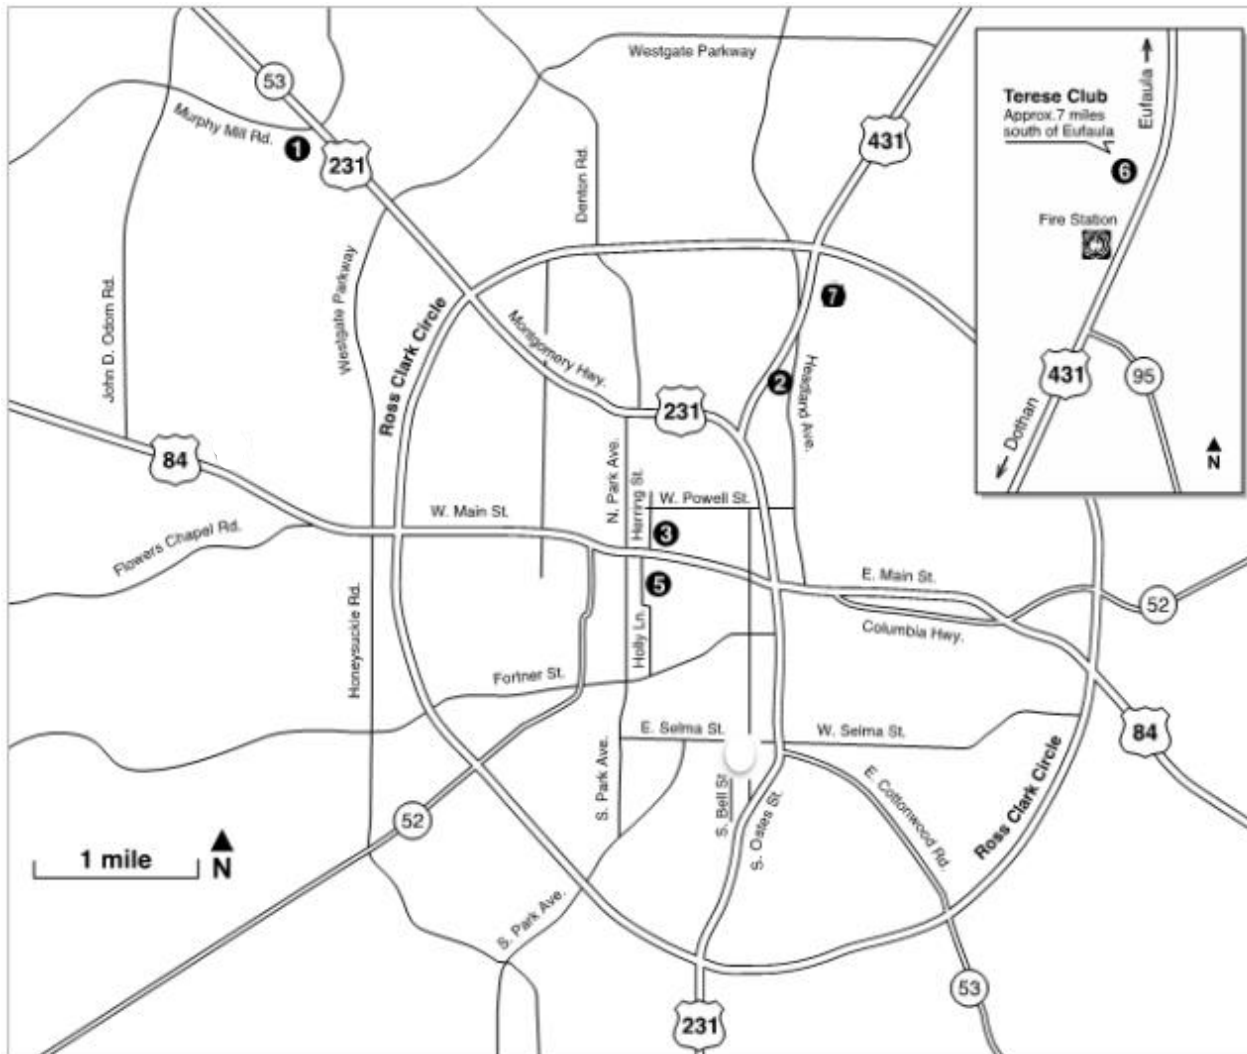 Westgate Parkway
53
Murphy Mill Rd.
1
231
431
Denton Rd.
Terese Club
Approx.7 miles
south of Eufaula
Eufaula
6
Fire Station
431
95
Dothan
N
John D. Odom Rd.
Westgate Parkway
Ross Clark Circle
Montgomery Hwy.
7
2
Headland Ave.
231
84
N. Park Ave.
Herring St.
W. Powell St.
W. Main St.
3
Flowers Chapel Rd.
5
E. Main St.
52
Columbia Hwy.
Honeysuckle Rd.
Holly Ln.
Fortner St.
E. Selma St.
W. Selma St.
84
S. Park Ave.
S. Bell St
S. Oates St.
E. Cottonwood Rd.
Ross Clark Circle
52
1 mile
N
S. Park Ave.
53
231